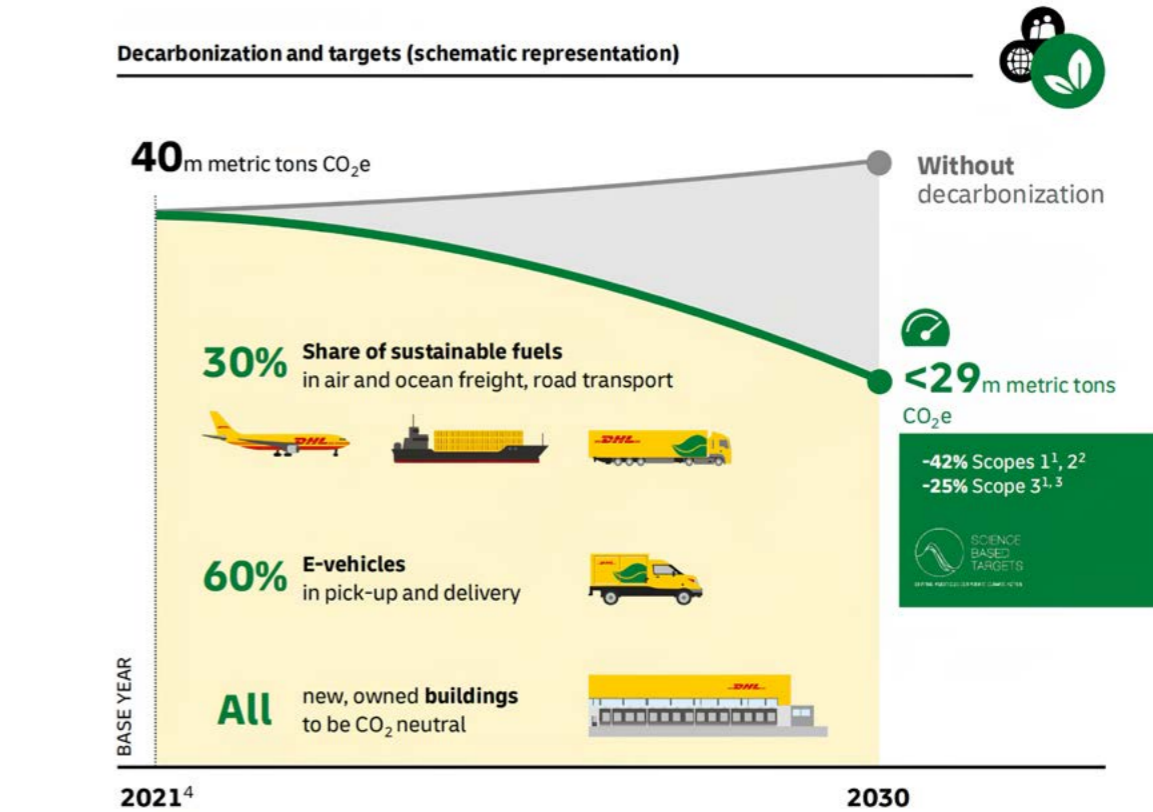 Decarbonization and targets (schematic representation)
40m metric tons CO₂e
Without
decarbonization
30% Share of sustainable fuels
in air and ocean freight, road transport
<29m metric tons
CO₂e
-42% Scopes 1¹, 2²
-25% Scope 3¹,³
DHL
DHL
SCIENCE
BASED
TARGETS
60% E-vehicles
in pick-up and delivery
All new, owned buildings
to be CO₂ neutral
DHL
BASE YEAR
2021⁴
2030